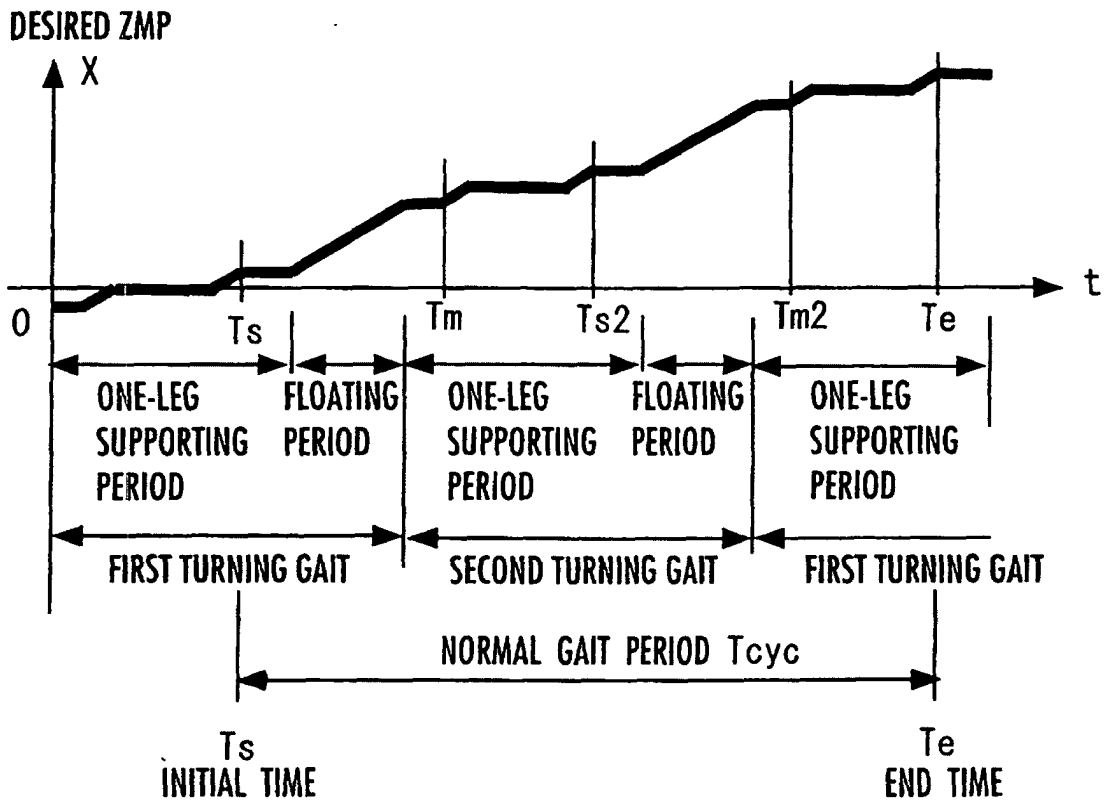 DESIRED ZMP
X
t
0
Ts
Tm
Ts2
Tm2
Te
ONE-LEG
SUPPORTING
PERIOD
FLOATING
PERIOD
ONE-LEG
SUPPORTING
PERIOD
FLOATING
PERIOD
ONE-LEG
SUPPORTING
PERIOD
FIRST TURNING GAIT
SECOND TURNING GAIT
FIRST TURNING GAIT
NORMAL GAIT PERIOD Tcyc
Ts
INITIAL TIME
Te
END TIME